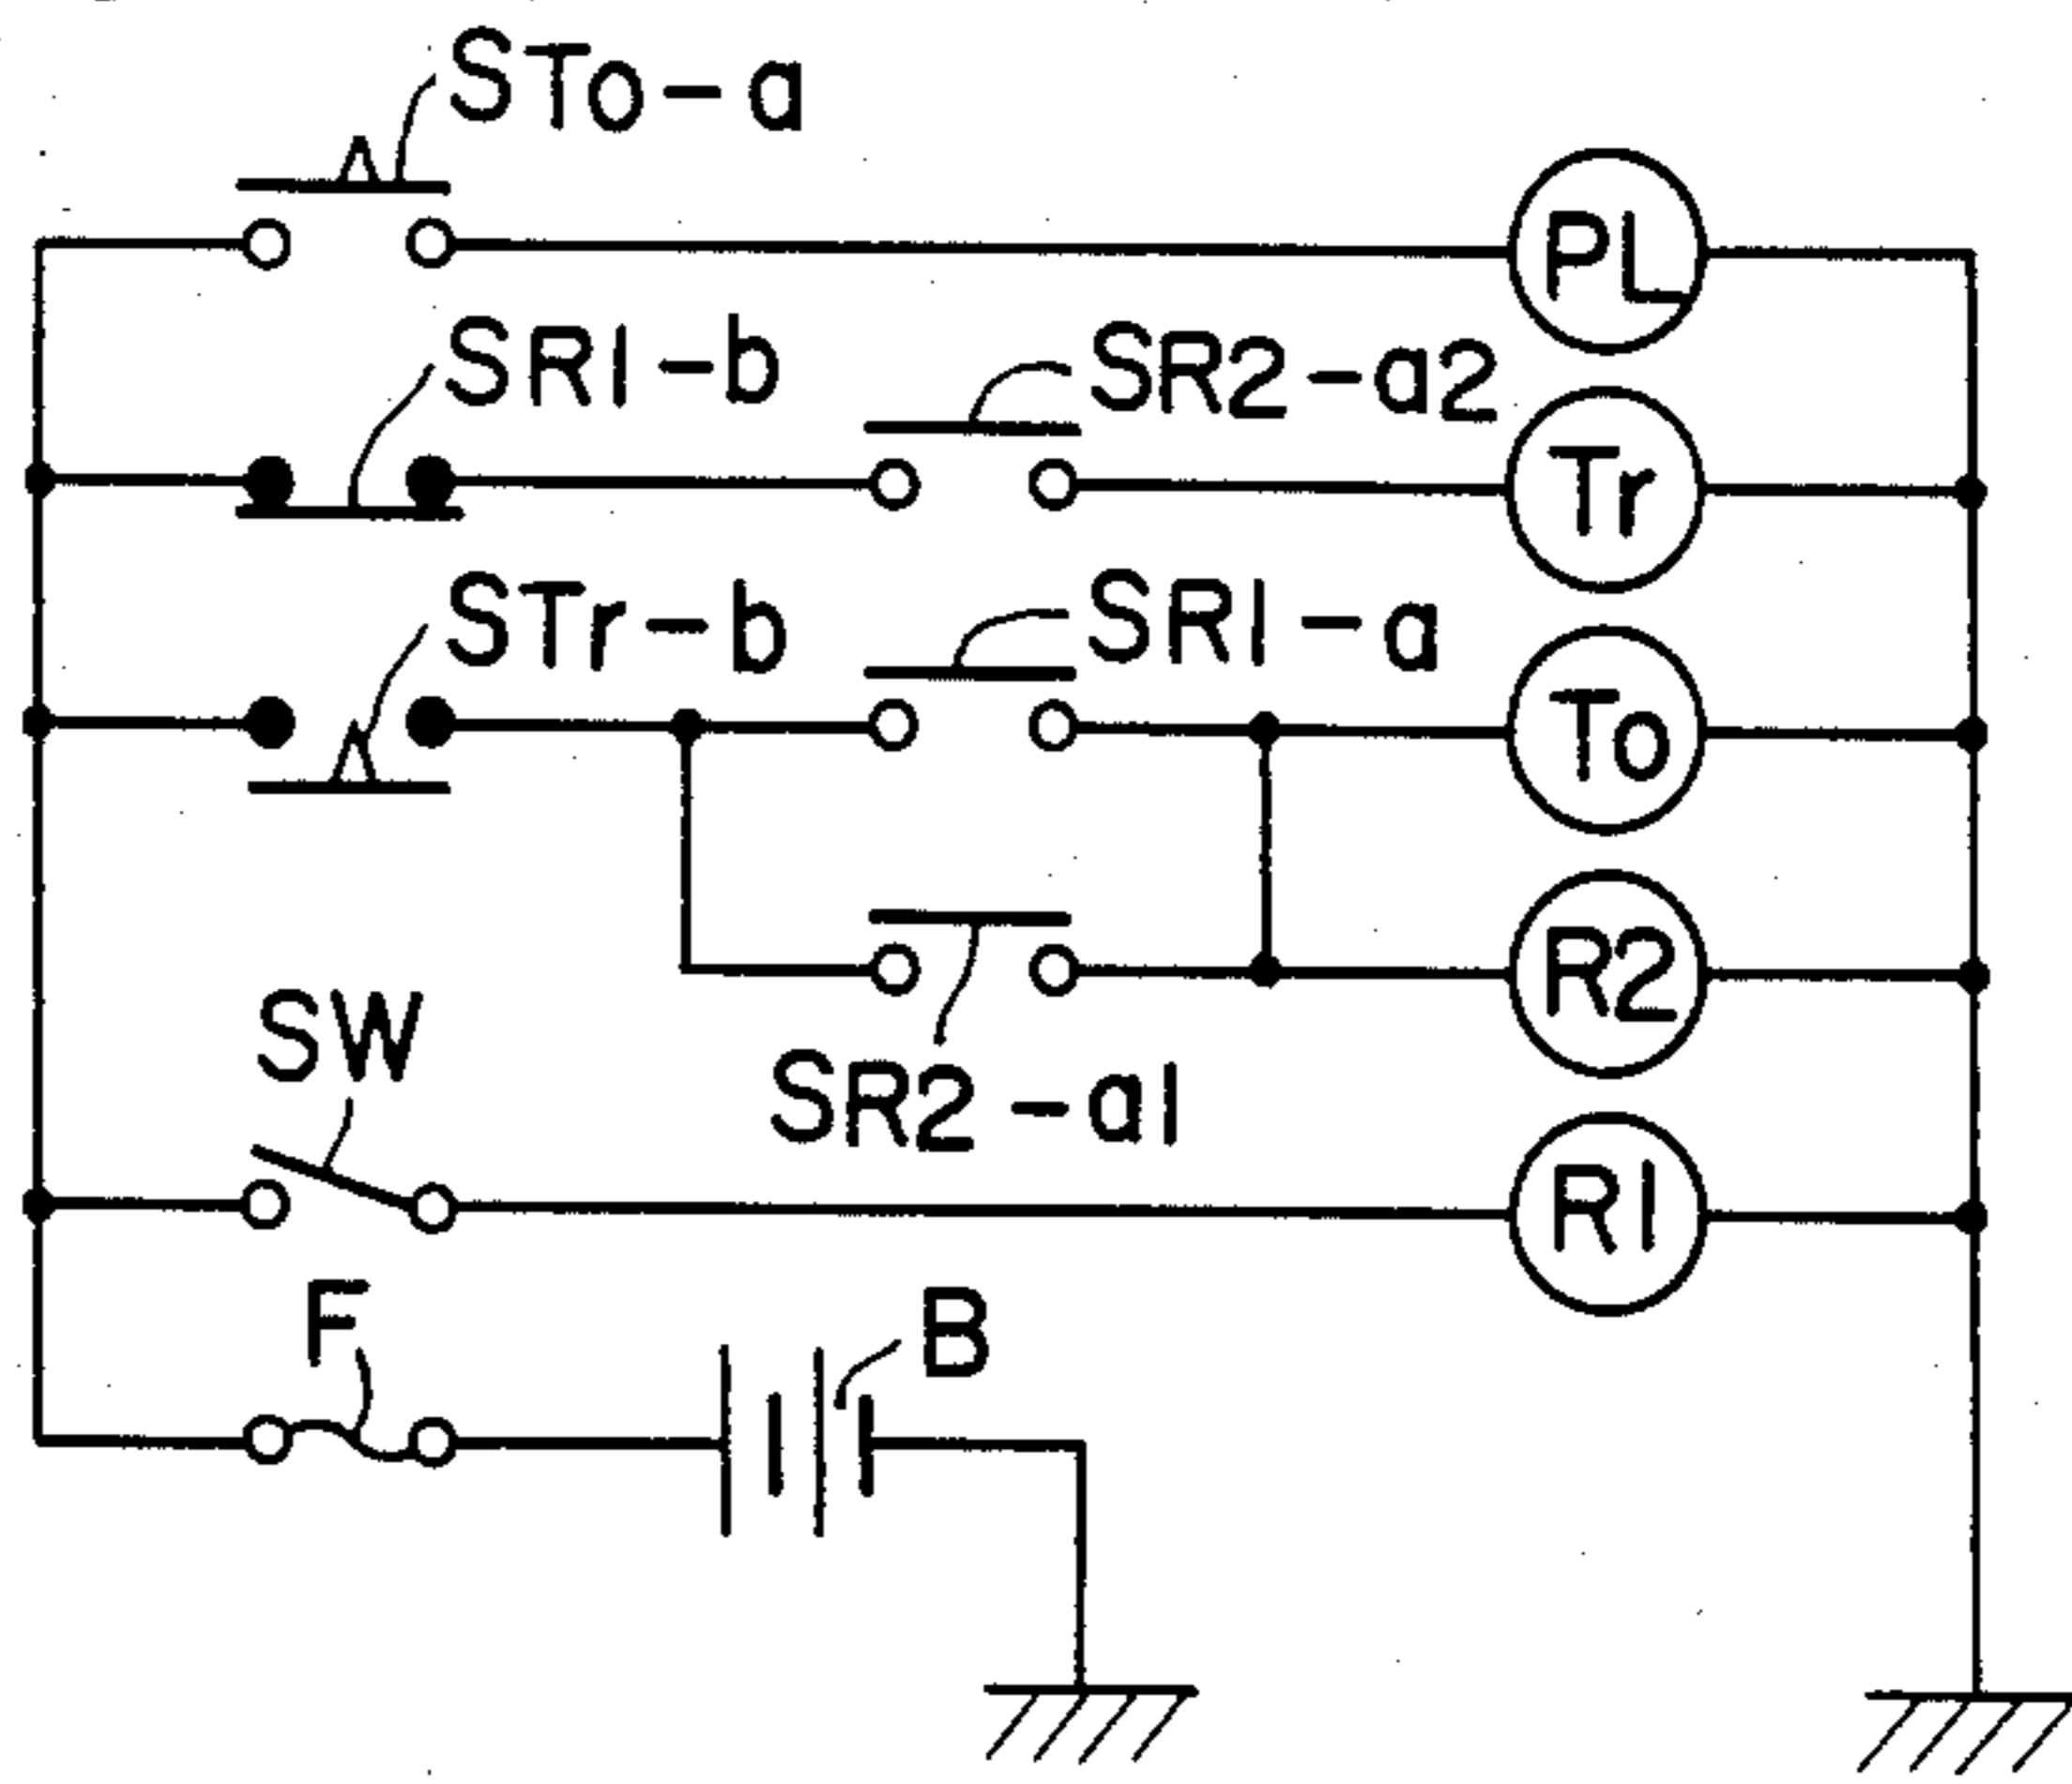 STo-a
PL
SR1-b
SR2-a2
Tr
STr-b
SR1-a
To
R2
SW
SR2-a1
R1
F
B